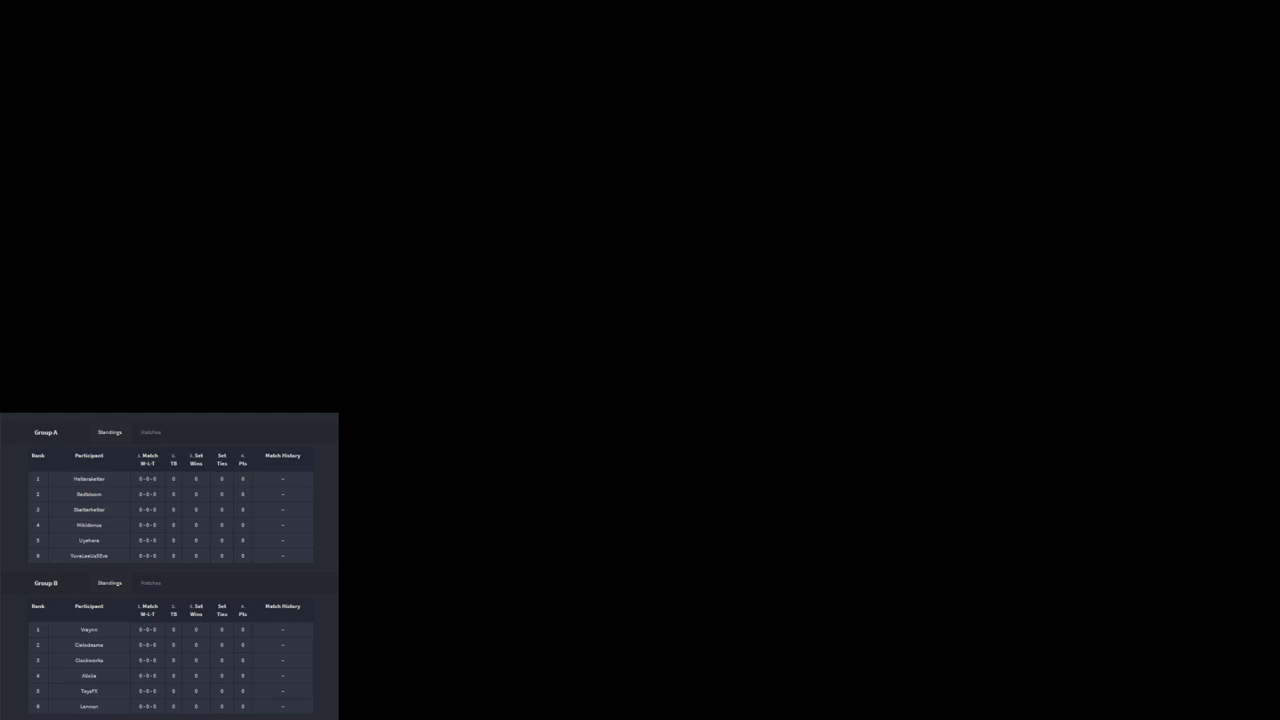 Group A Standings Matches
Rank Participant 1. Match W-L-T 2. TB 3. Set Wins Set Ties 4. Pts Match History
1 Helterskelter 0 - 0 - 0 0 0 0 0 --
2 Redbloom 0 - 0 - 0 0 0 0 0 --
3 Skelterhelter 0 - 0 - 0 0 0 0 0 --
4 0 - 0 - 0 0 0 0 0 --
5 Uyehara 0 - 0 - 0 0 0 0 0 --
6 0 - 0 - 0 0 0 0 0 --
Group B Standings Matches
Rank Participant 1. Match W-L-T 2. TB 3. Set Wins Set Ties 4. Pts Match History
1 Vraynn 0 - 0 - 0 0 0 0 0 --
2 0 - 0 - 0 0 0 0 0 --
3 Clockworks 0 - 0 - 0 0 0 0 0 --
4 0 - 0 - 0 0 0 0 0 --
5 0 - 0 - 0 0 0 0 0 --
6 Lennon 0 - 0 - 0 0 0 0 0 --